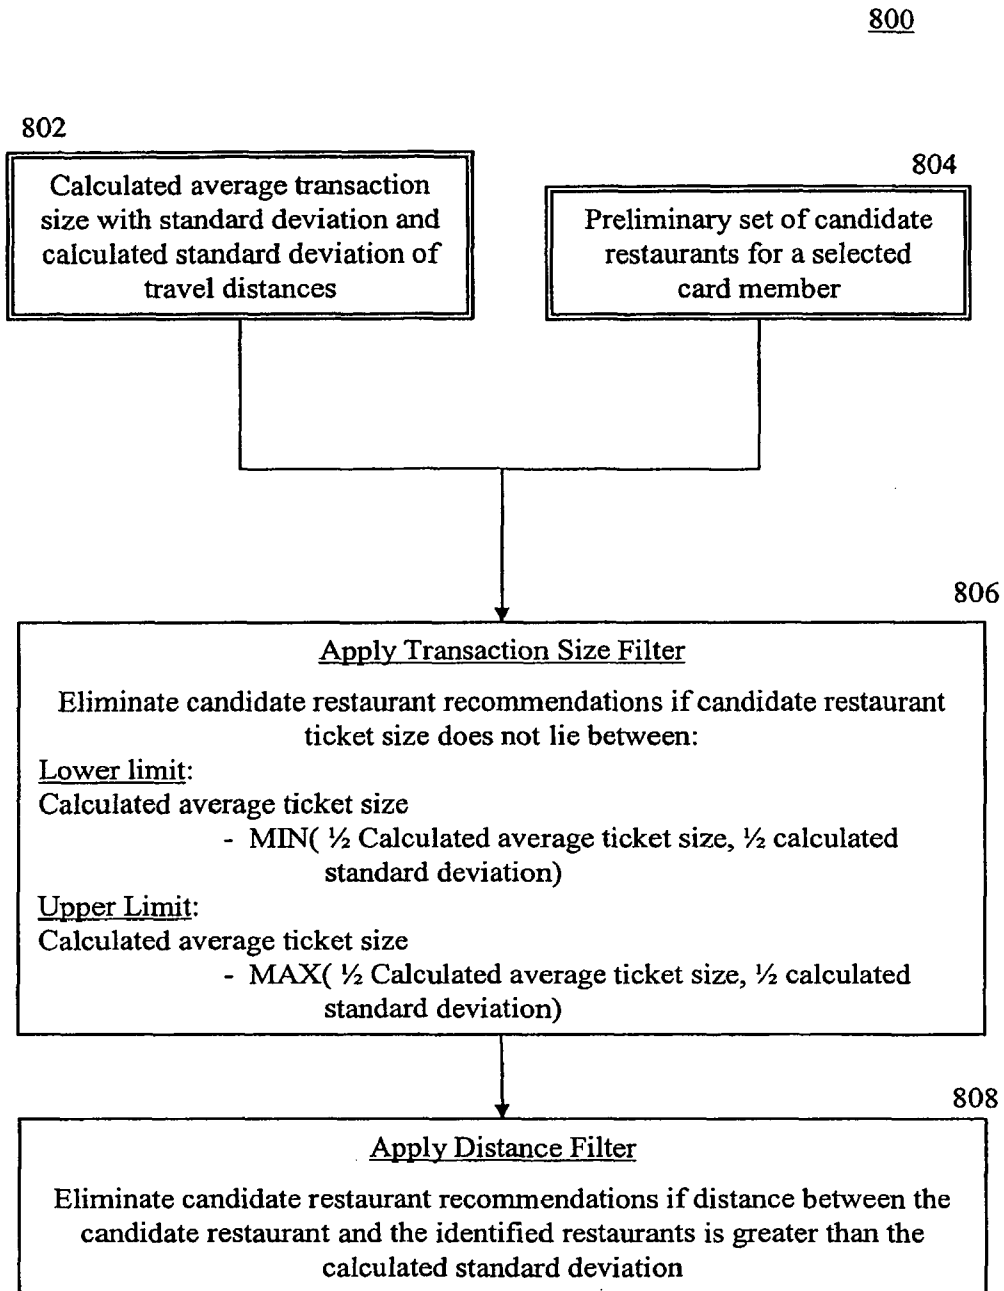 800
802
Calculated average transaction
size with standard deviation and
calculated standard deviation of
travel distances
804
Preliminary set of candidate
restaurants for a selected
card member
806
Apply Transaction Size Filter
Eliminate candidate restaurant recommendations if candidate restaurant
ticket size does not lie between:
Lower limit:
Calculated average ticket size
- MIN( ½ Calculated average ticket size, ½ calculated
standard deviation)
Upper Limit:
Calculated average ticket size
- MAX( ½ Calculated average ticket size, ½ calculated
standard deviation)
808
Apply Distance Filter
Eliminate candidate restaurant recommendations if distance between the
candidate restaurant and the identified restaurants is greater than the
calculated standard deviation